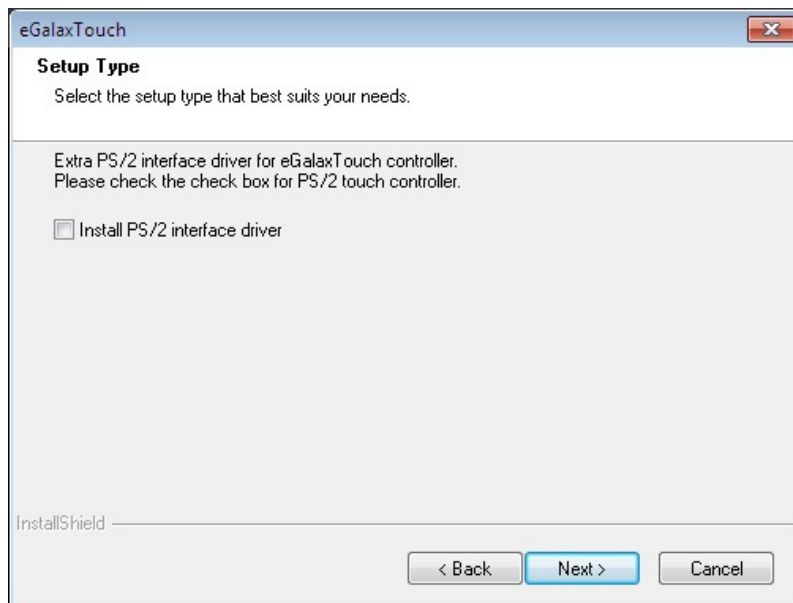 eGalaxTouch
Setup Type
Select the setup type that best suits your needs.
Extra PS/2 interface driver for eGalaxTouch controller.
Please check the check box for PS/2 touch controller.
Install PS/2 interface driver
InstallShield
< Back
Next >
Cancel